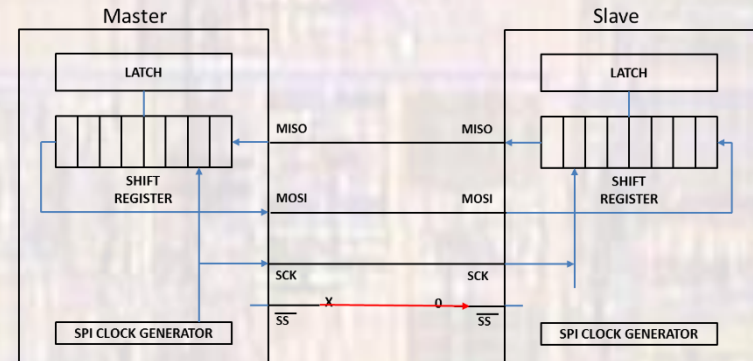 Master
Slave
LATCH
LATCH
MISO
MISO
SHIFT
REGISTER
SHIFT
REGISTER
MOSI
MOSI
SCK
SCK
X
0
SS
SS
SPI CLOCK GENERATOR
SPI CLOCK GENERATOR